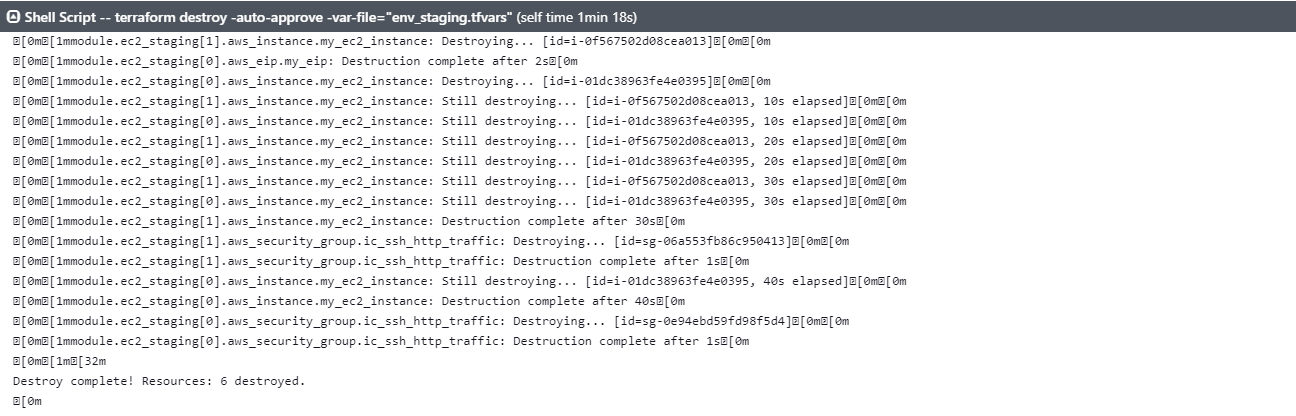 Shell Script -- terraform destroy -auto-approve -var-file="env_staging.tfvars" (self time 1min 18s)
␛[0m␛[1mmodule.ec2_staging[1].aws_instance.my_ec2_instance: Destroying... [id=i-0f567502d08cea013]␛[0m␛[0m
␛[0m␛[1mmodule.ec2_staging[0].aws_eip.my_eip: Destruction complete after 2s␛[0m
␛[0m␛[1mmodule.ec2_staging[0].aws_instance.my_ec2_instance: Destroying... [id=i-01dc38963fe4e0395]␛[0m␛[0m
␛[0m␛[1mmodule.ec2_staging[1].aws_instance.my_ec2_instance: Still destroying... [id=i-0f567502d08cea013, 10s elapsed]␛[0m␛[0m
␛[0m␛[1mmodule.ec2_staging[0].aws_instance.my_ec2_instance: Still destroying... [id=i-01dc38963fe4e0395, 10s elapsed]␛[0m␛[0m
␛[0m␛[1mmodule.ec2_staging[1].aws_instance.my_ec2_instance: Still destroying... [id=i-0f567502d08cea013, 20s elapsed]␛[0m␛[0m
␛[0m␛[1mmodule.ec2_staging[0].aws_instance.my_ec2_instance: Still destroying... [id=i-01dc38963fe4e0395, 20s elapsed]␛[0m␛[0m
␛[0m␛[1mmodule.ec2_staging[1].aws_instance.my_ec2_instance: Still destroying... [id=i-0f567502d08cea013, 30s elapsed]␛[0m␛[0m
␛[0m␛[1mmodule.ec2_staging[0].aws_instance.my_ec2_instance: Still destroying... [id=i-01dc38963fe4e0395, 30s elapsed]␛[0m␛[0m
␛[0m␛[1mmodule.ec2_staging[1].aws_instance.my_ec2_instance: Destruction complete after 30s␛[0m
␛[0m␛[1mmodule.ec2_staging[1].aws_security_group.ic_ssh_http_traffic: Destroying... [id=sg-06a553fb86c950413]␛[0m␛[0m
␛[0m␛[1mmodule.ec2_staging[1].aws_security_group.ic_ssh_http_traffic: Destruction complete after 1s␛[0m
␛[0m␛[1mmodule.ec2_staging[0].aws_instance.my_ec2_instance: Still destroying... [id=i-01dc38963fe4e0395, 40s elapsed]␛[0m␛[0m
␛[0m␛[1mmodule.ec2_staging[0].aws_instance.my_ec2_instance: Destruction complete after 40s␛[0m
␛[0m␛[1mmodule.ec2_staging[0].aws_security_group.ic_ssh_http_traffic: Destroying... [id=sg-0e94ebd59fd98f5d4]␛[0m␛[0m
␛[0m␛[1mmodule.ec2_staging[0].aws_security_group.ic_ssh_http_traffic: Destruction complete after 1s␛[0m
␛[0m␛[1m␛[32m
Destroy complete! Resources: 6 destroyed.
␛[0m